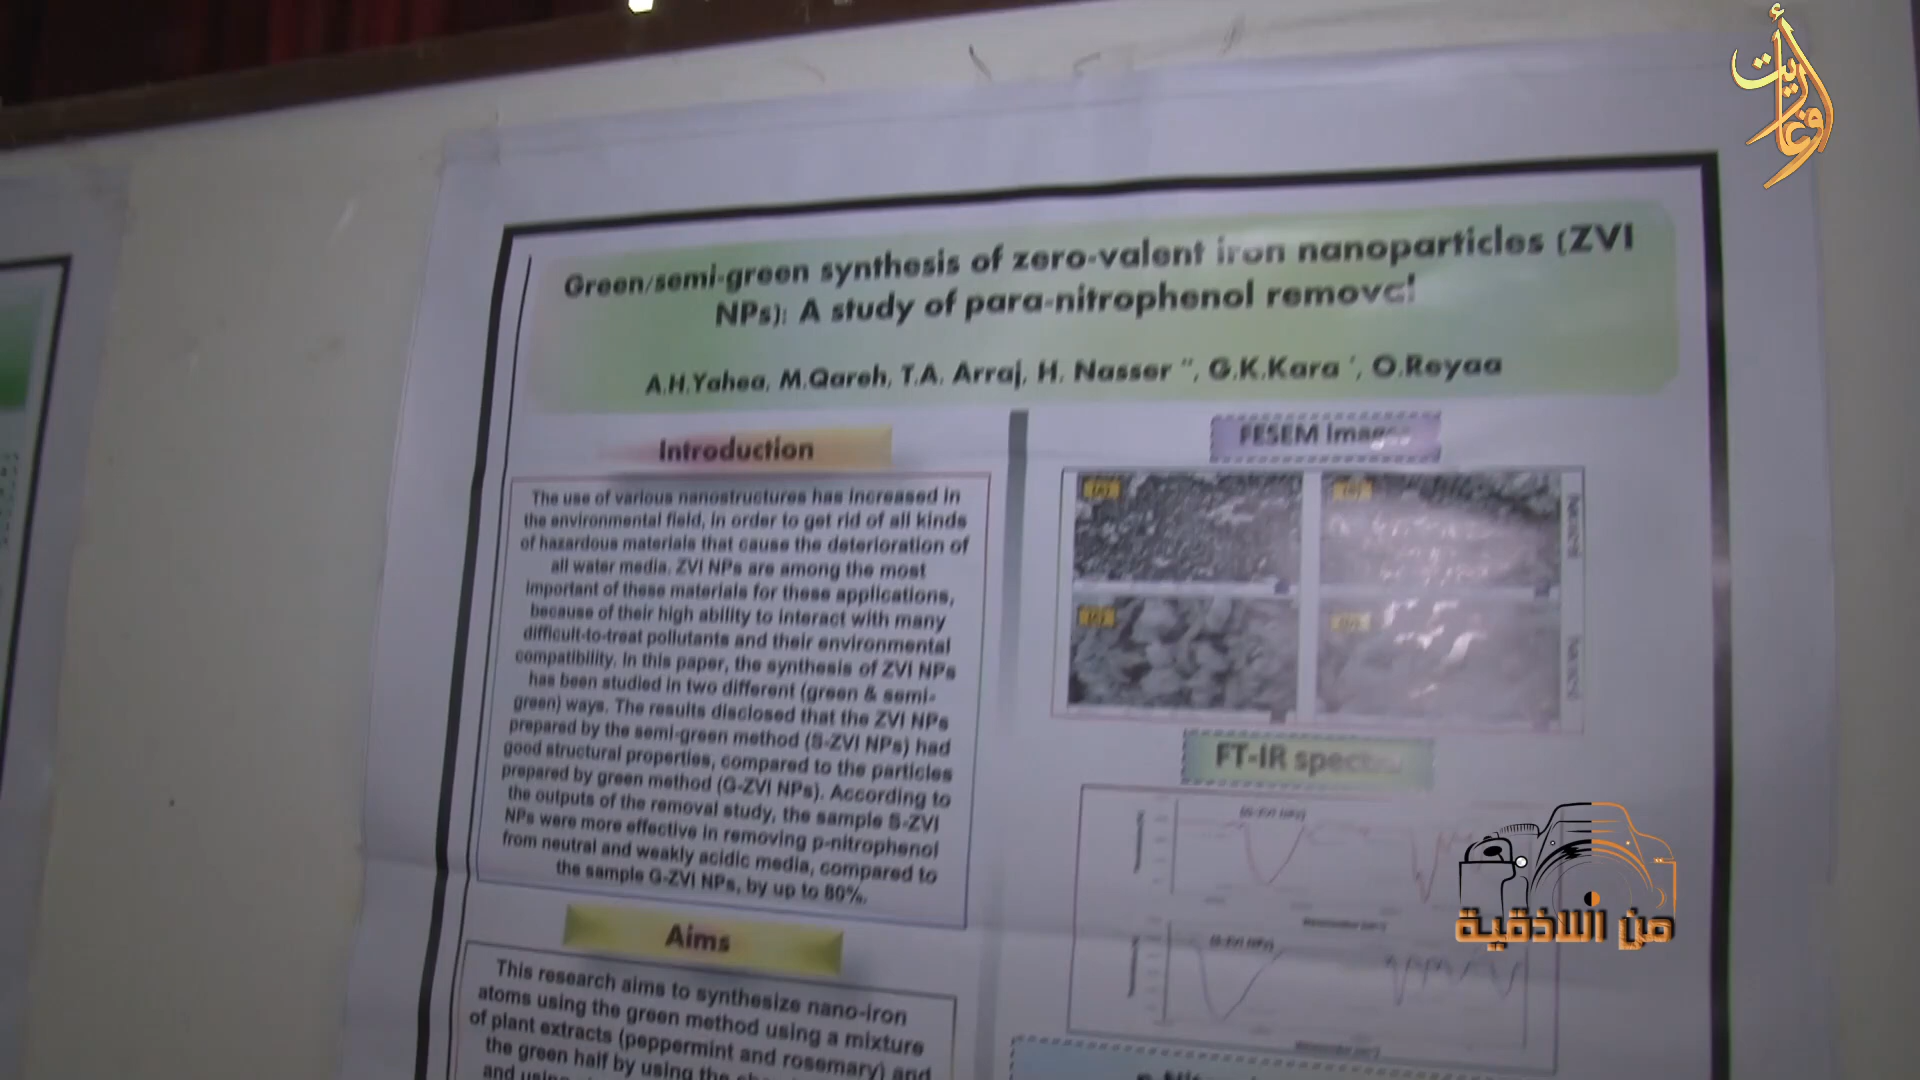 أوغاريت
Green/semi-green synthesis of zero-valent iron nanoparticles (ZVI
NPs): A study of para-nitrophenol removal
A.H.Yahea, M.Qareh, T.A. Arraj, H. Nasser '', G.K.Kara ', O.Reyaa
Introduction
The use of various nanostructures has increased in
the environmental field, in order to get rid of all kinds
of hazardous materials that cause the deterioration of
all water media. ZVI NPs are among the most
important of these materials for these applications,
because of their high ability to interact with many
difficult-to-treat pollutants and their environmental
compatibility. In this paper, the synthesis of ZVI NPs
has been studied in two different (green & semi-
green) ways. The results disclosed that the ZVI NPs
prepared by the semi-green method (S-ZVI NPs) had
good structural properties, compared to the particles
prepared by green method (G-ZVI NPs). According to
the outputs of the removal study, the sample S-ZVI
NPs were more effective in removing p-nitrophenol
from neutral and weakly acidic media, compared to
the sample G-ZVI NPs, by up to 80%.
Aims
This research aims to synthesize nano-iron
atoms using the green method using a mixture
of plant extracts (peppermint and rosemary) and
the green half by using the
FESEM images
FT-IR
من اللاذقية